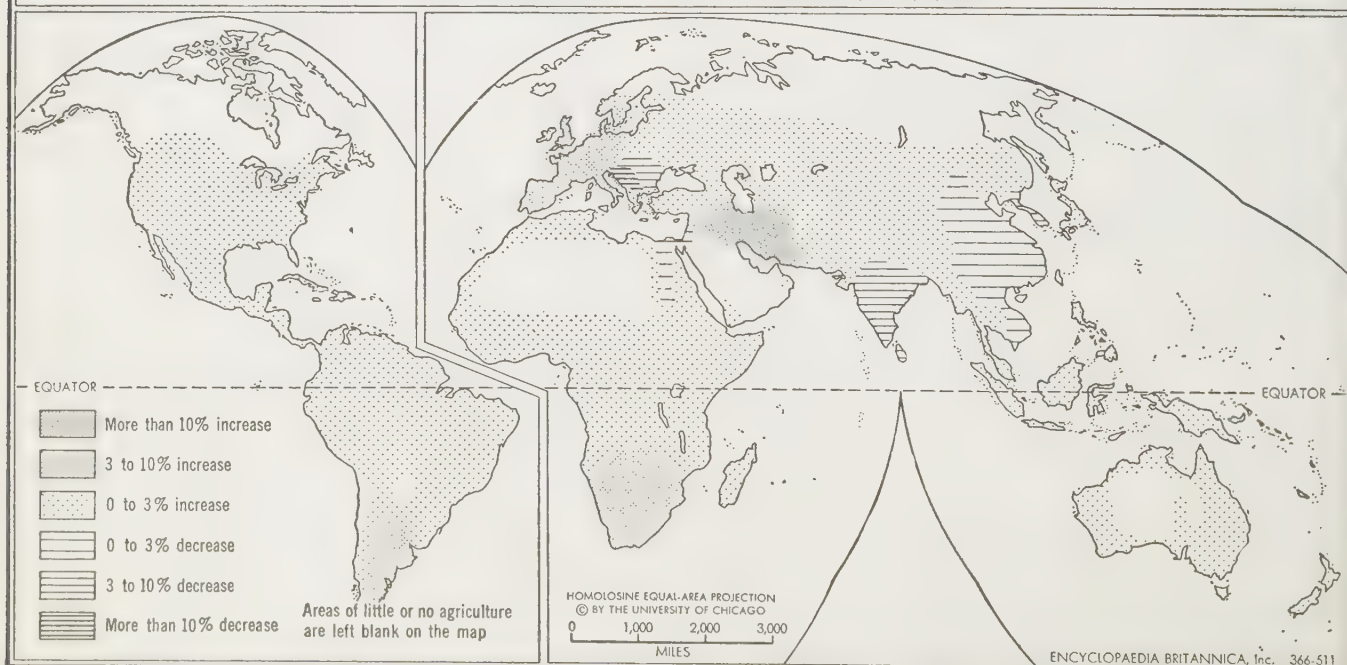 EQUATOR
EQUATOR
More than 10% increase
3 to 10% increase
0 to 3% increase
0 to 3% decrease
3 to 10% decrease
More than 10% decrease
Areas of little or no agriculture
are left blank on the map
HOMOLOSINE EQUAL-AREA PROJECTION
© BY THE UNIVERSITY OF CHICAGO
0 1,000 2,000 3,000
MILES
ENCYCLOPAEDIA BRITANNICA, Inc. 366-511